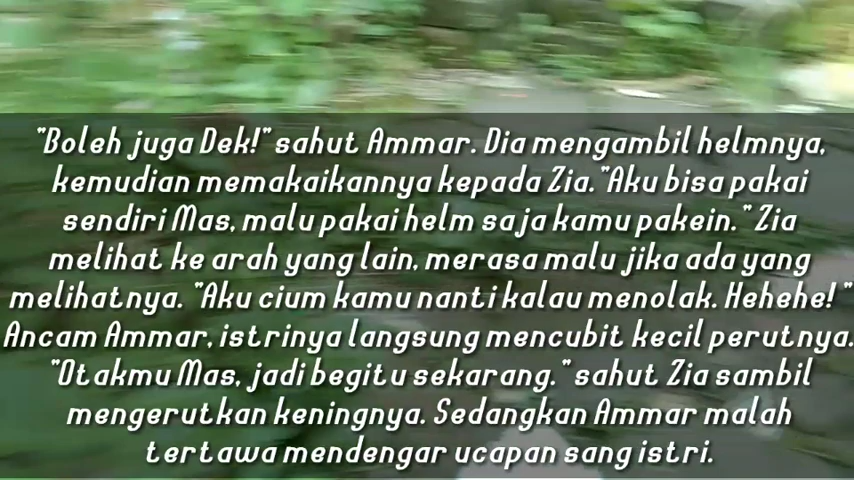 "Boleh juga Dek!" sahut Ammar. Dia mengambil helmnya,
kemudian memakaikannya kepada Zia. "Aku bisa pakai
sendiri Mas, malu pakai helm saja kamu pakein." Zia
melihat ke arah yang lain, merasa malu jika ada yang
melihatnya. "Aku cium kamu nanti kalau menolak. Hehehe!"
Ancam Ammar, istrinya langsung mencubit kecil perutnya.
"Otakmu Mas, jadi begitu sekarang." sahut Zia sambil
mengerutkan keningnya. Sedangkan Ammar malah
tertawa mendengar ucapan sang istri.